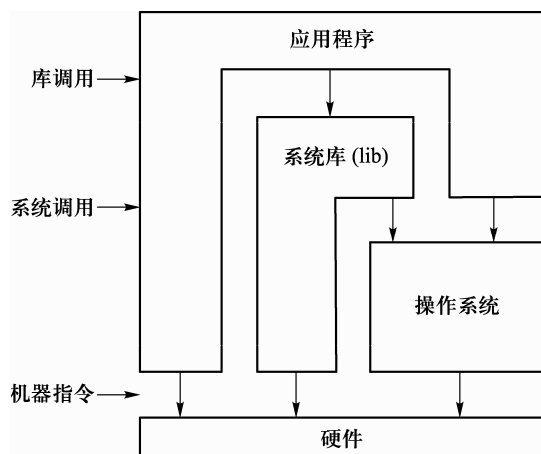 应用程序
库调用
系统库 (lib)
系统调用
操作系统
机器指令
硬件